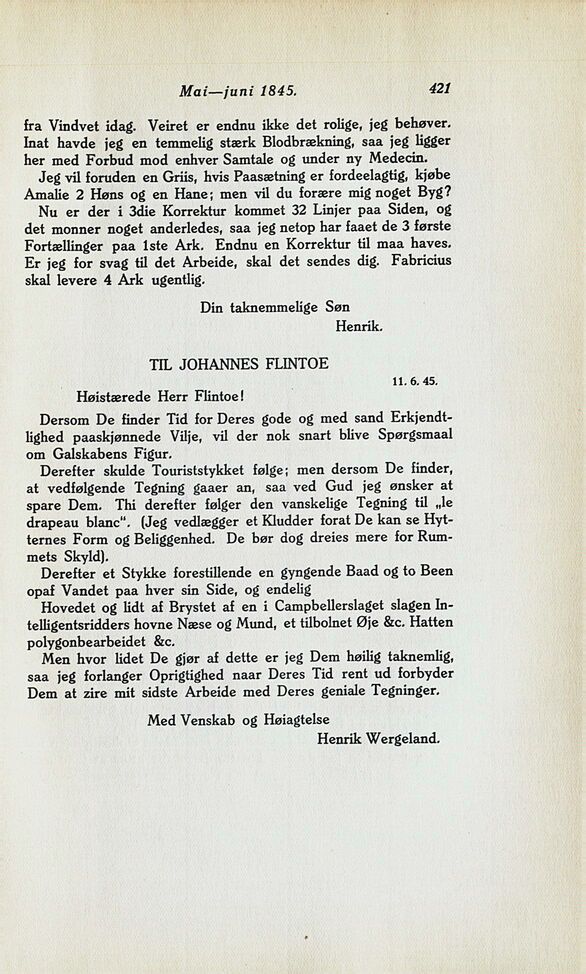 Mai—juni 1845. 421
fra Vindvet idag. Veiret er endnu ikke det rolige, jeg behøver.
Inat havde jeg en temmelig stærk Blodbrækning, saa jeg ligger
her med Forbud mod enhver Samtale og under ny Medecin.
Jeg vil foruden en Griis, hvis Paasætning er fordeelagtig, kjøbe
Amalie 2 Høns og en Hane; men vil du forære mig noget Byg?
Nu er der i 3die Korrektur kommet 32 Linjer paa Siden, og
det monner noget anderledes, saa jeg netop har faaet de 3 første
Fortællinger paa 1ste Ark. Endnu en Korrektur til maa haves.
Er jeg for svag til det Arbeide, skal det sendes dig. Fabricius
skal levere 4 Ark ugentlig.
Din taknemmelige Søn
Henrik.
TIL JOHANNES FLINTOE
11. 6. 45.
Høistærede Herr Flintoe!
Dersom De finder Tid for Deres gode og med sand Erkjendt-
lighed paaskjønnede Vilje, vil der nok snart blive Spørgsmaal
om Galskabens Figur.
Derefter skulde Touriststykket følge; men dersom De finder,
at vedfølgende Tegning gaaer an, saa ved Gud jeg ønsker at
spare Dem. Thi derefter følger den vanskelige Tegning til „le
drapeau blanc“. (Jeg vedlægger et Kludder forat De kan se Hyt-
ternes Form og Beliggenhed. De bør dog dreies mere for Rum-
mets Skyld).
Derefter et Stykke forestillende en gyngende Baad og to Been
opaf Vandet paa hver sin Side, og endelig
Hovedet og lidt af Brystet af en i Campbellerslaget slagen In-
telligentsridders hovne Næse og Mund, et tilbolnet Øje &c. Hatten
polygonbearbeidet &c.
Men hvor lidet De gjør af dette er jeg Dem høilig taknemlig,
saa jeg forlanger Oprigtighed naar Deres Tid rent ud forbyder
Dem at zire mit sidste Arbeide med Deres geniale Tegninger.
Med Venskab og Høiagtelse
Henrik Wergeland.